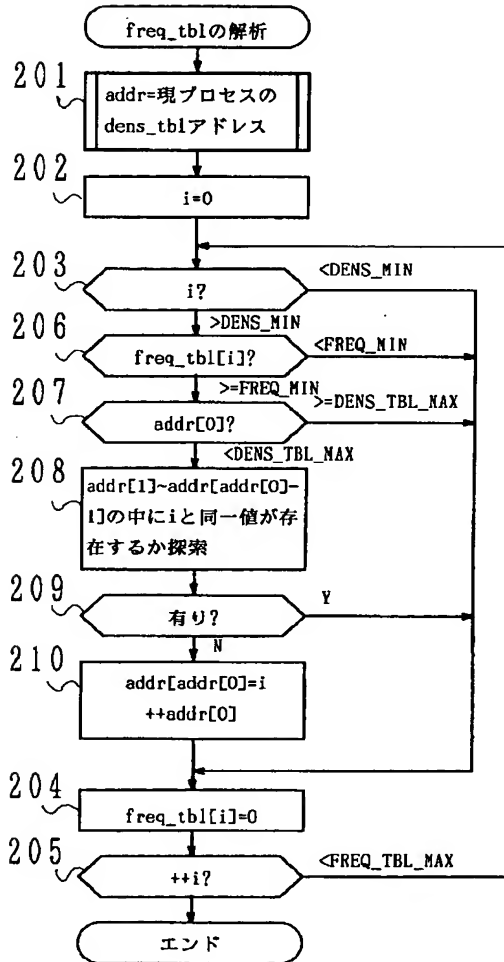 freq_tblの解析
201
addr=現プロセスの
dens_tblアドレス
202
i=0
203
i?
<DENS_MIN
>DENS_MIN
206
freq_tbl[i]?
<FREQ_MIN
>=FREQ_MIN
207
addr[0]?
>=DENS_TBL_MAX
<DENS_TBL_MAX
208
addr[1]~addr[addr[0]-
1]の中にiと同一値が存
在するか探索
209
有り?
Y
N
210
addr[addr[0]=i
++addr[0]
204
freq_tbl[i]=0
205
++i?
<FREQ_TBL_MAX
エンド